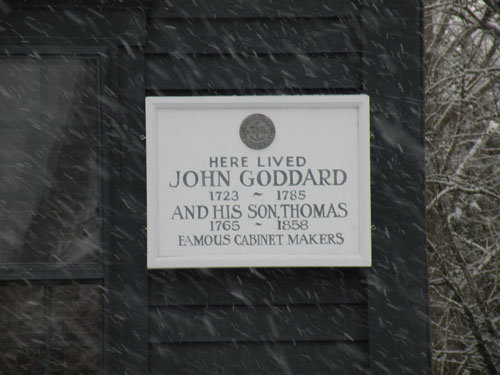 HERE LIVED
JOHN GODDARD
1723 ~ 1785
AND HIS SON, THOMAS
1765 ~ 1858
FAMOUS CABINET MAKERS